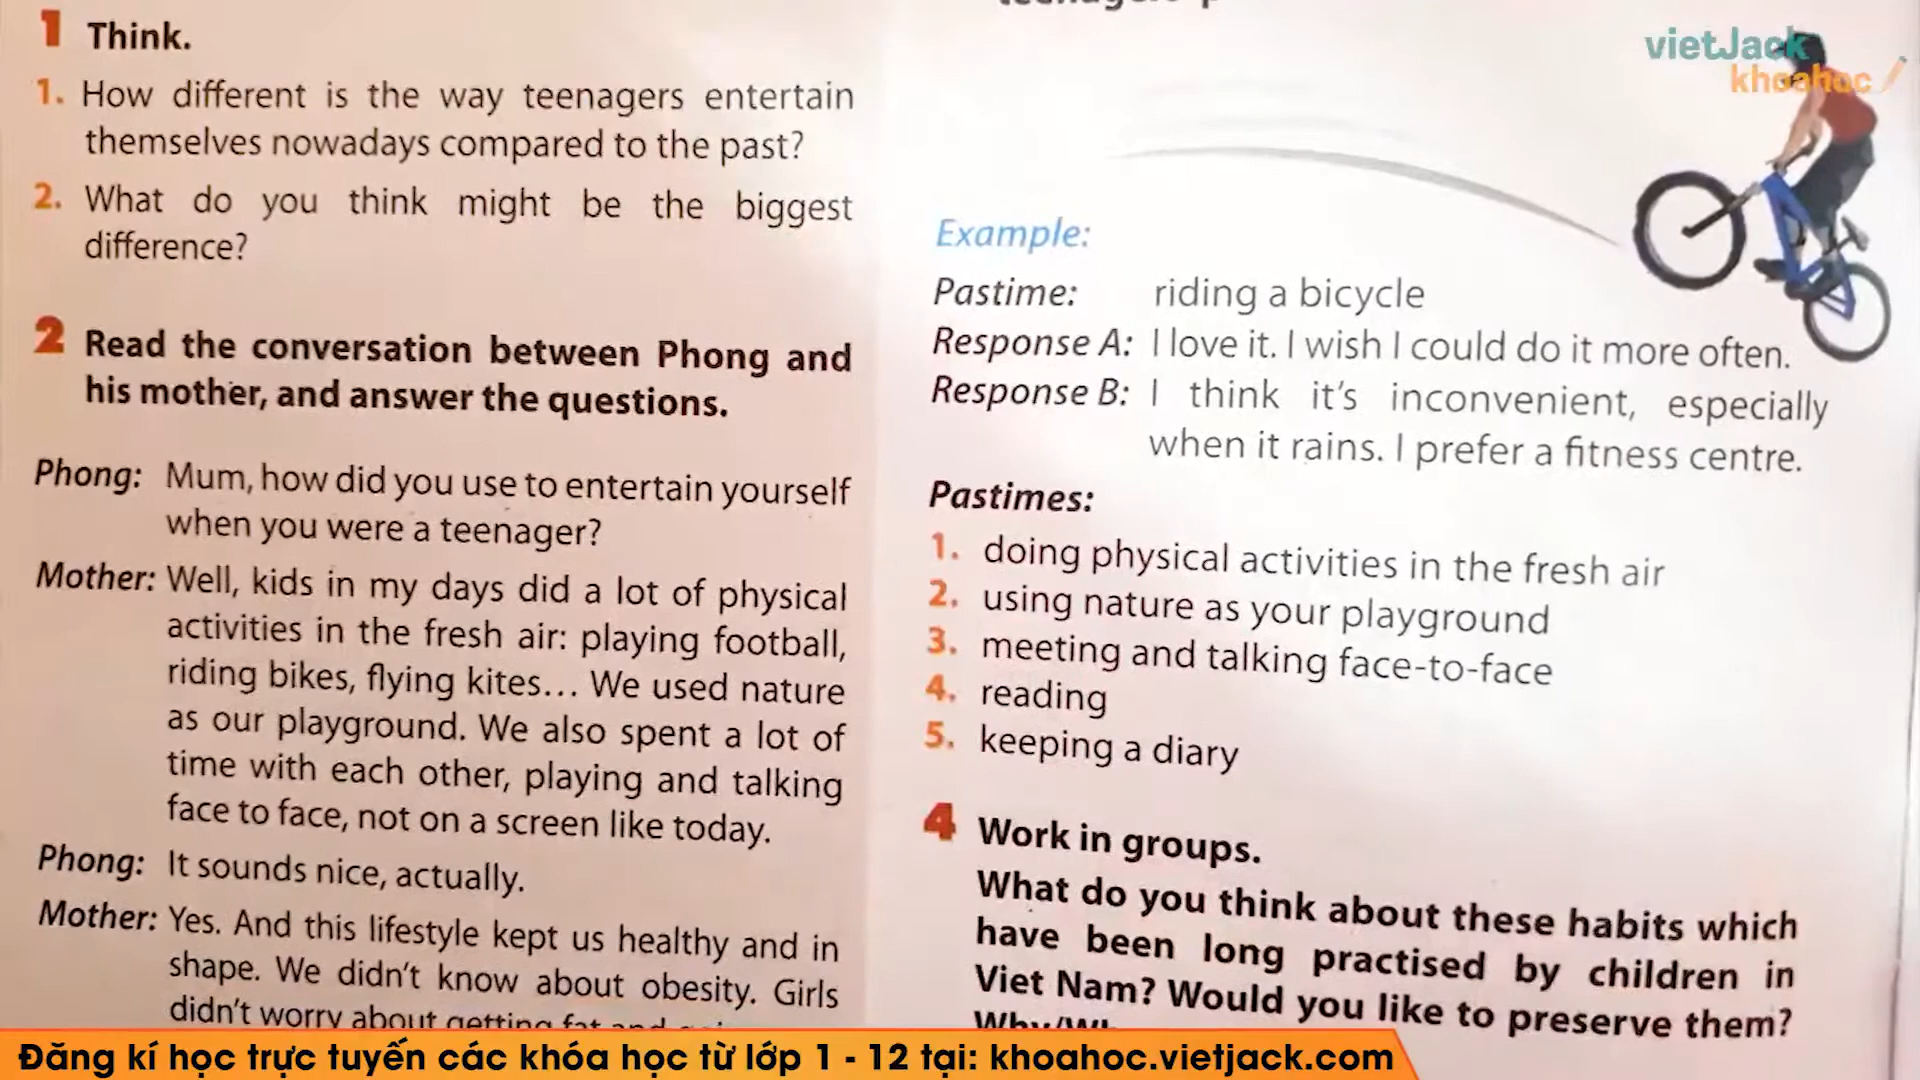 1 Think.
1. How different is the way teenagers entertain
themselves nowadays compared to the past?
2. What do you think might be the biggest
difference?
2 Read the conversation between Phong and
his mother, and answer the questions.
Phong: Mum, how did you use to entertain yourself
when you were a teenager?
Mother: Well, kids in my days did a lot of physical
activities in the fresh air: playing football,
riding bikes, flying kites... We used nature
as our playground. We also spent a lot of
time with each other, playing and talking
face to face, not on a screen like today.
Phong: It sounds nice, actually.
Mother: Yes. And this lifestyle kept us healthy and in
shape. We didn't know about obesity. Girls
didn't worry about getting fat and
vietJack
khoahoc
Example:
Pastime: riding a bicycle
Response A: I love it. I wish I could do it more often.
Response B: I think it's inconvenient, especially
when it rains. I prefer a fitness centre.
Pastimes:
1. doing physical activities in the fresh air
2. using nature as your playground
3. meeting and talking face-to-face
4. reading
5. keeping a diary
4 Work in groups.
What do you think about these habits which
have been long practised by children in
Viet Nam? Would you like to preserve them?
Đăng kí học trực tuyến các khóa học từ lớp 1 - 12 tại: khoahoc.vietjack.com